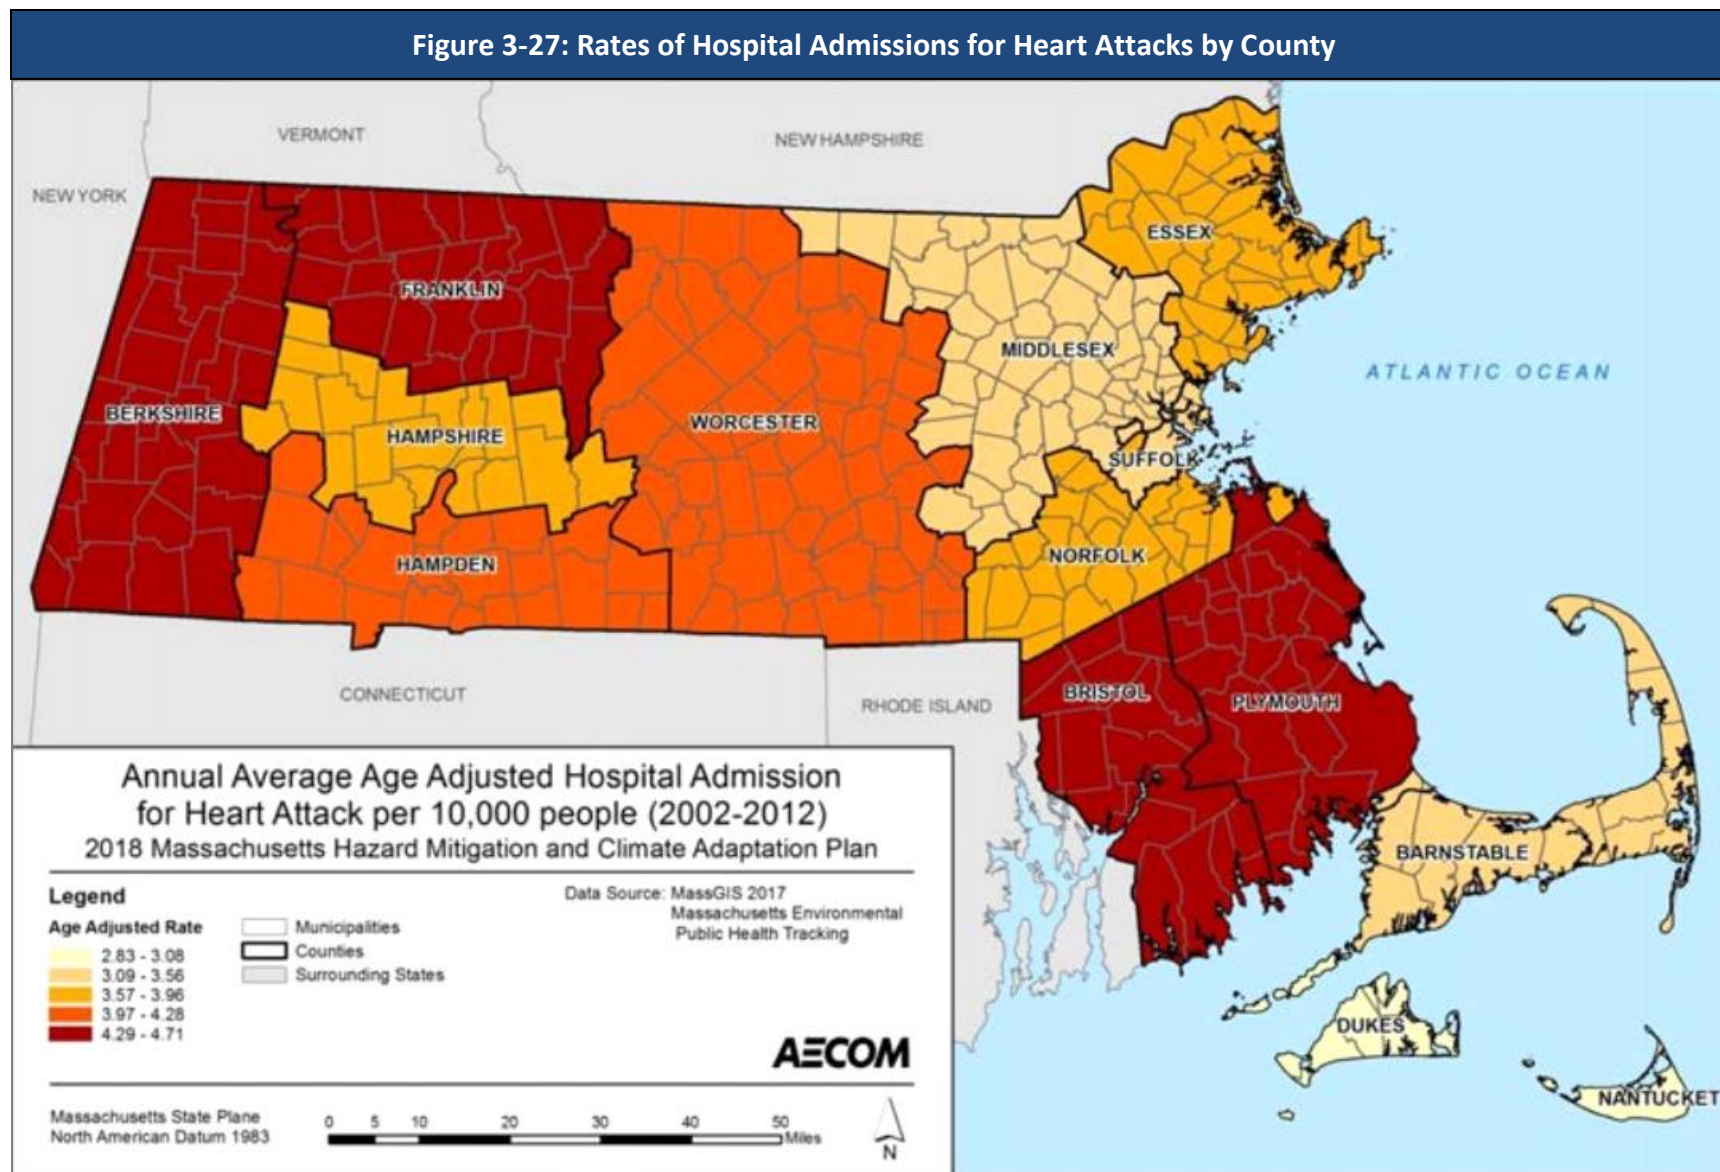 Figure 3-27: Rates of Hospital Admissions for Heart Attacks by County
VERMONT
NEW HAMPSHIRE
NEW YORK
ESSEX
FRANKLIN
MIDDLESEX
ATLANTIC OCEAN
BERKSHIRE
HAMPSHIRE
WORCESTER
SUFFOLK
NORFOLK
HAMPDEN
CONNECTICUT
RHODE ISLAND
BRISTOL
PLYMOUTH
BARNSTABLE
DUKES
NANTUCKET
Annual Average Age Adjusted Hospital Admission
for Heart Attack per 10,000 people (2002-2012)
2018 Massachusetts Hazard Mitigation and Climate Adaptation Plan
Legend
Age Adjusted Rate
2.83 - 3.08
3.09 - 3.56
3.57 - 3.96
3.97 - 4.28
4.29 - 4.71
Municipalities
Counties
Surrounding States
Data Source: MassGIS 2017
Massachusetts Environmental
Public Health Tracking
AECOM
Massachusetts State Plane
North American Datum 1983
0 5 10 20 30 40 50
Miles
N